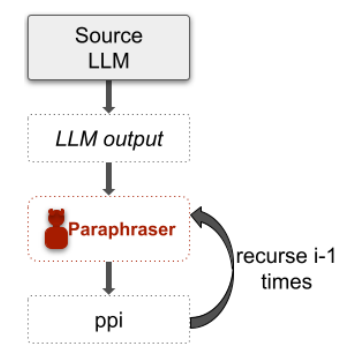 Source
LLM
LLM output
Paraphraser
recurse i-1
times
ppi